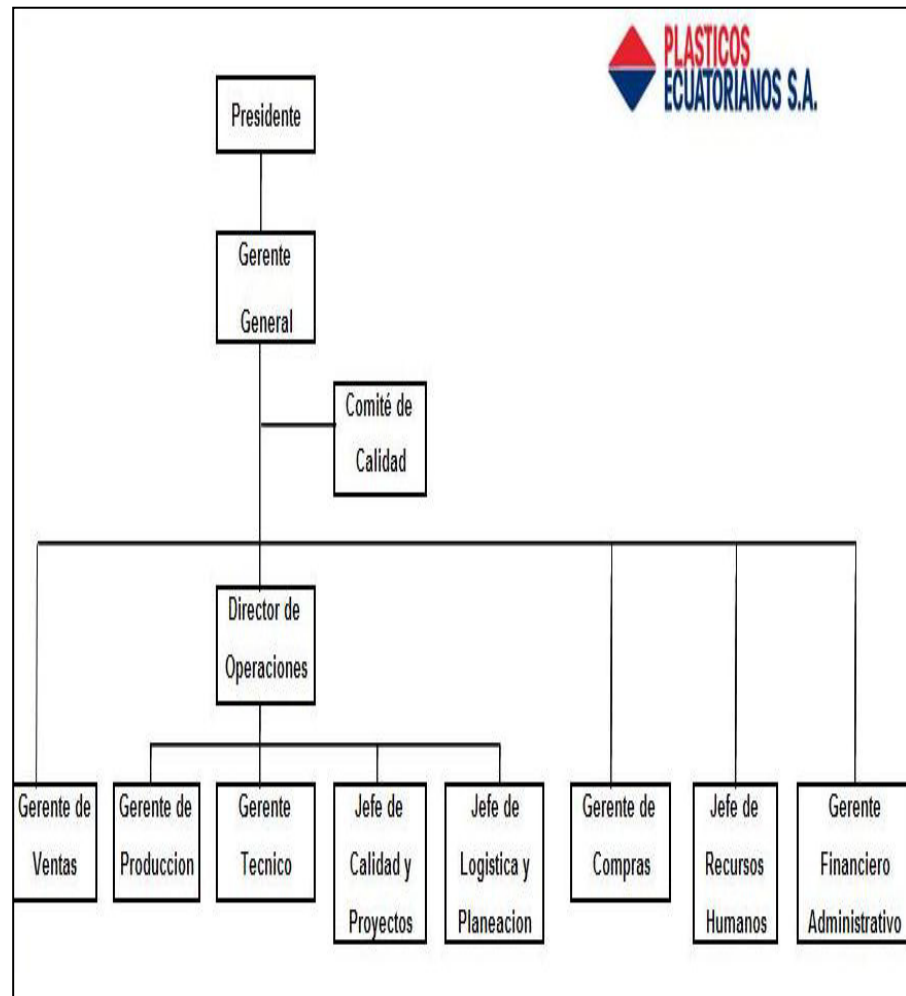 PLASTICOS
ECUATORIANOS S.A.
Presidente
Gerente
General
Comité de
Calidad
Director de
Operaciones
Gerente de
Ventas
Gerente de
Produccion
Gerente
Tecnico
Jefe de
Calidad y
Proyectos
Jefe de
Logistica y
Planeacion
Gerente de
Compras
Jefe de
Recursos
Humanos
Gerente
Financiero
Administrativo